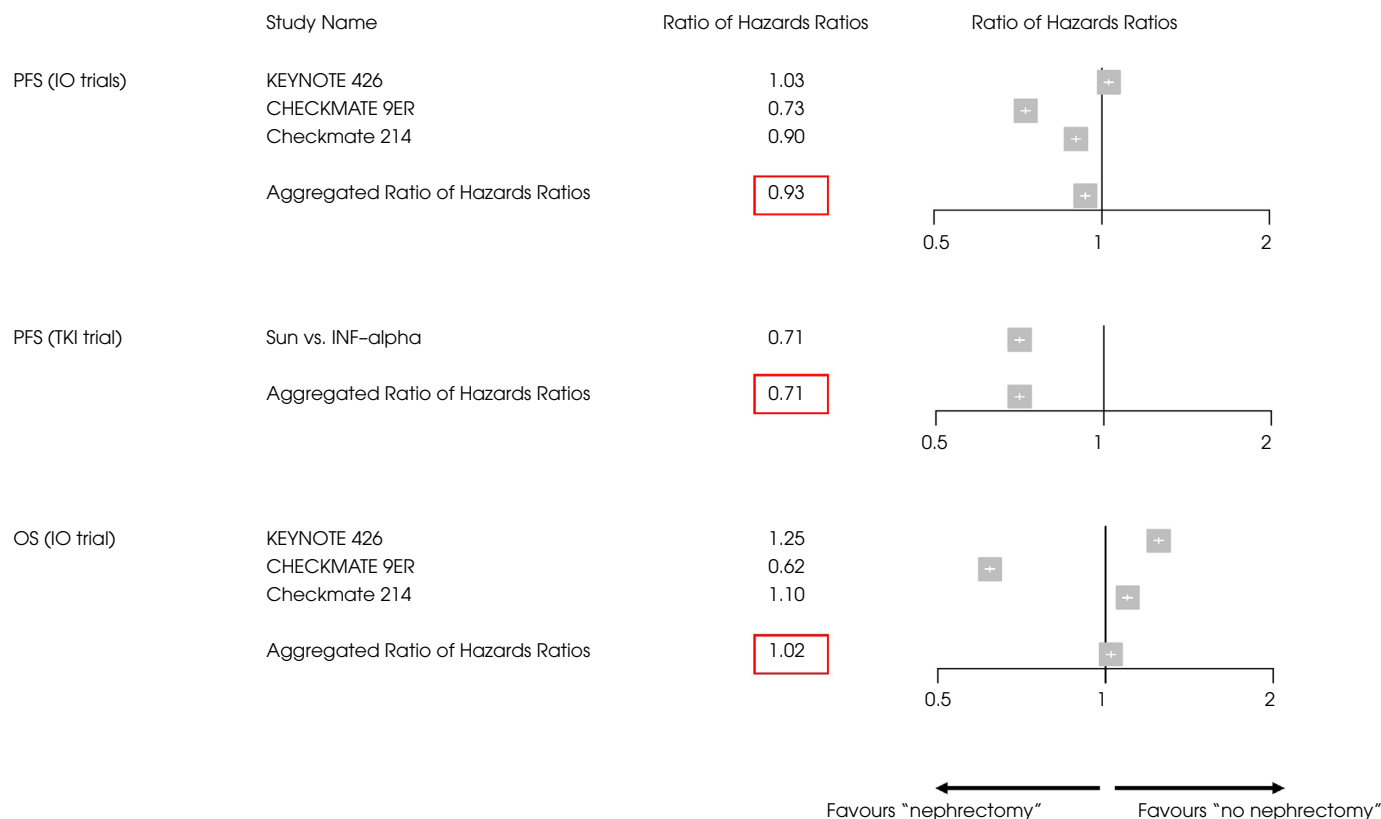 Study Name Ratio of Hazards Ratios Ratio of Hazards Ratios
PFS (IO trials) KEYNOTE 426 1.03
CHECKMATE 9ER 0.73
Checkmate 214 0.90
Aggregated Ratio of Hazards Ratios 0.93
0.5 1 2
PFS (TKI trial) Sun vs. INF-alpha 0.71
Aggregated Ratio of Hazards Ratios 0.71
0.5 1 2
OS (IO trial) KEYNOTE 426 1.25
CHECKMATE 9ER 0.62
Checkmate 214 1.10
Aggregated Ratio of Hazards Ratios 1.02
0.5 1 2
Favours “nephrectomy” Favours “no nephrectomy”